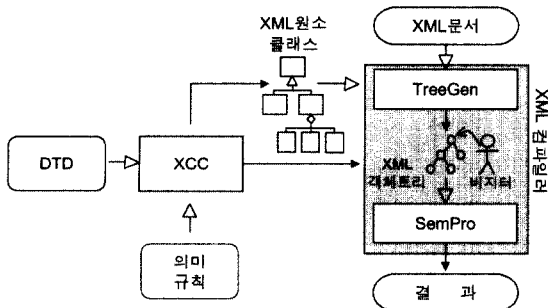 XML원소
클래스
XML문서
TreeGen
DTD
XCC
XML
객체트리
비지터
XML 컴파일러
SemPro
의미
규칙
결 과